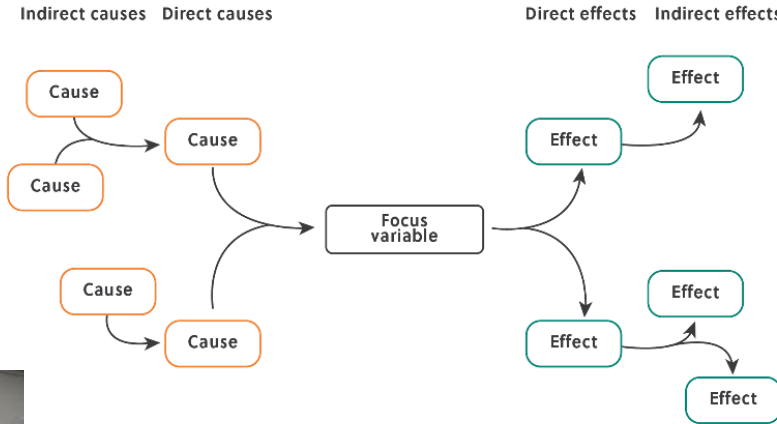 Indirect causes
Direct causes
Direct effects
Indirect effects
Cause
Cause
Cause
Cause
Cause
Focus
variable
Effect
Effect
Effect
Effect
Effect